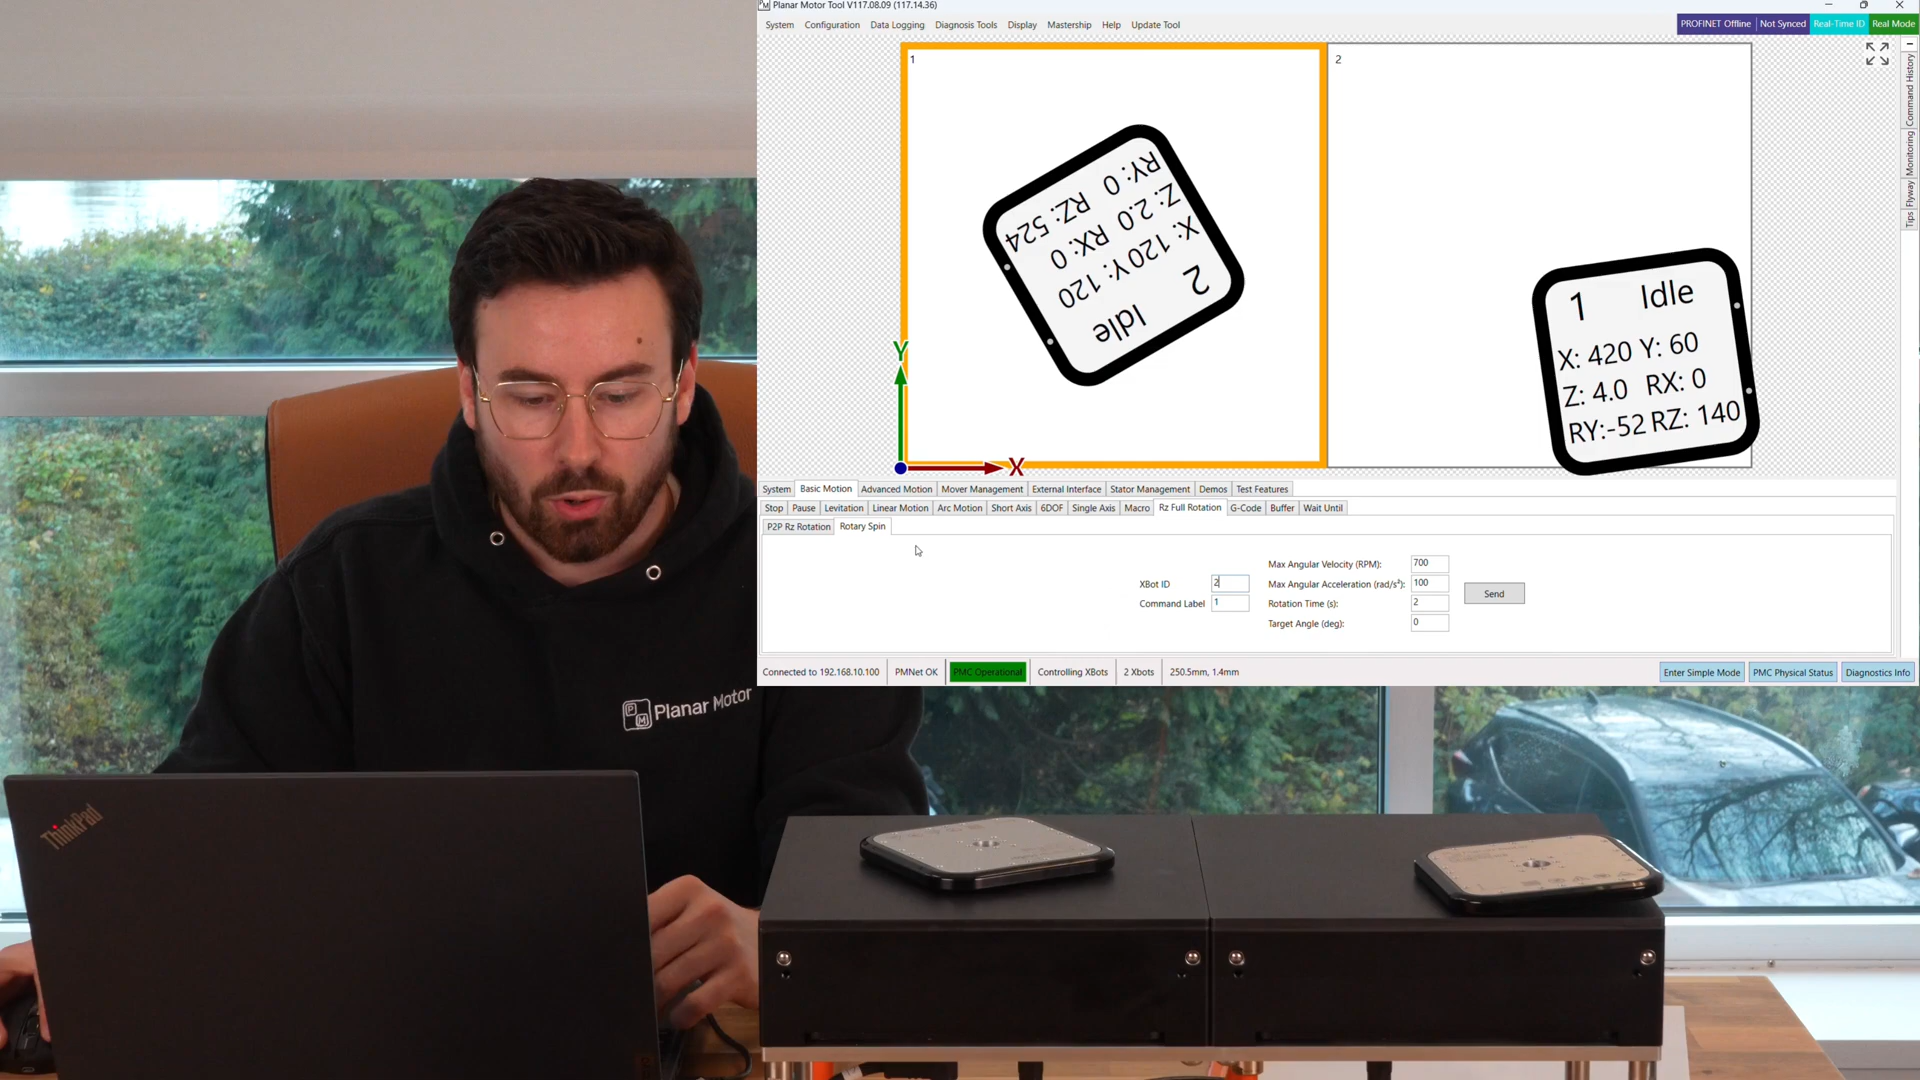 Planar Motor Tool V117.08.09 (117.14.36)
System Configuration Data Logging Diagnosis Tools Display Mastership Help Update Tool
PROFINET Offline Not Synced Real-Time ID Real Mode
1
2
RY: 0 RZ: 524
Z: 2.0 RX: 0
X: 120 Y: 120
2 Idle
1 Idle
X: 420 Y: 60
Z: 4.0 RX: 0
RY:-52 RZ: 140
Y
X
Command History
Monitoring
Flyway
Tips
System Basic Motion Advanced Motion Mover Management External Interface Stator Management Demos Test Features
Stop Pause Levitation Linear Motion Arc Motion Short Axis 6DOF Single Axis Macro Rz Full Rotation G-Code Buffer Wait Until
P2P Rz Rotation Rotary Spin
Max Angular Velocity (RPM): 700
XBot ID 2 Max Angular Acceleration (rad/s²): 100
Send
Command Label 1 Rotation Time (s): 2
Target Angle (deg): 0
Connected to 192.168.10.100 PMNet OK PMC Operational Controlling XBots 2 Xbots 250.5mm, 1.4mm Enter Simple Mode PMC Physical Status Diagnostics Info
PM Planar Motor
ThinkPad